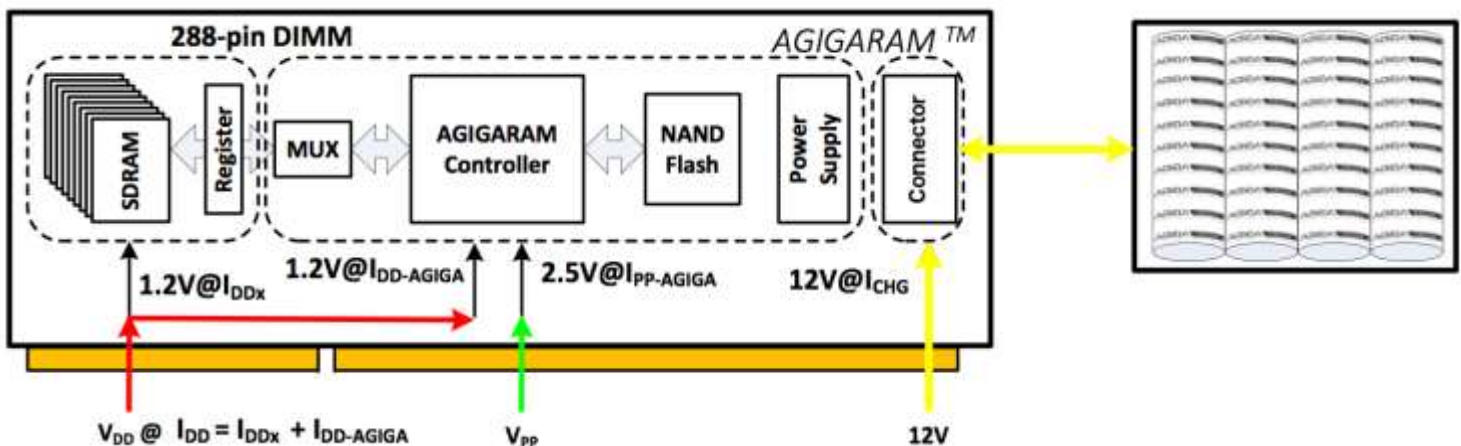 288-pin DIMM
AGIGARAM TM
SDRAM
Register
MUX
AGIGARAM
Controller
NAND
Flash
Power
Supply
Connector
1.2V@IDDx
1.2V@IDD-AGIGA
2.5V@IPP-AGIGA
12V@ICHG
VDD @ IDD = IDDx + IDD-AGIGA
VPP
12V